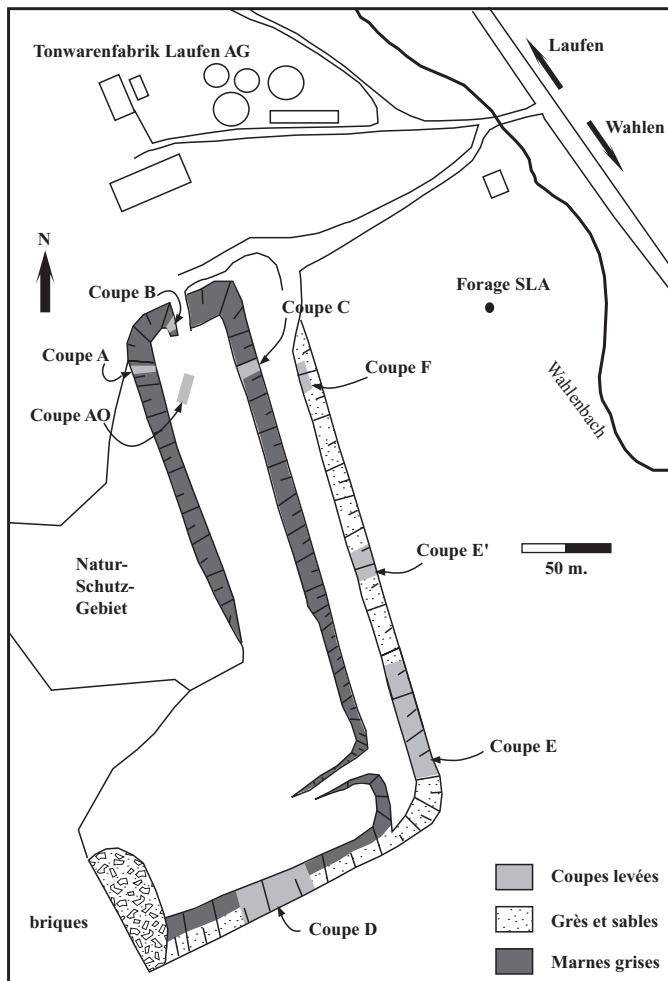 Tonwarenfabrik Laufen AG
Laufen
Wahlen
N
Coupe B
Coupe C
Forage SLA
Coupe A
Coupe F
Coupe AO
Wahlenbach
Coupe E'
50 m.
Natur-
Schutz-
Gebiet
Coupe E
Coupes levées
briques
Coupe D
Grès et sables
Marnes grises